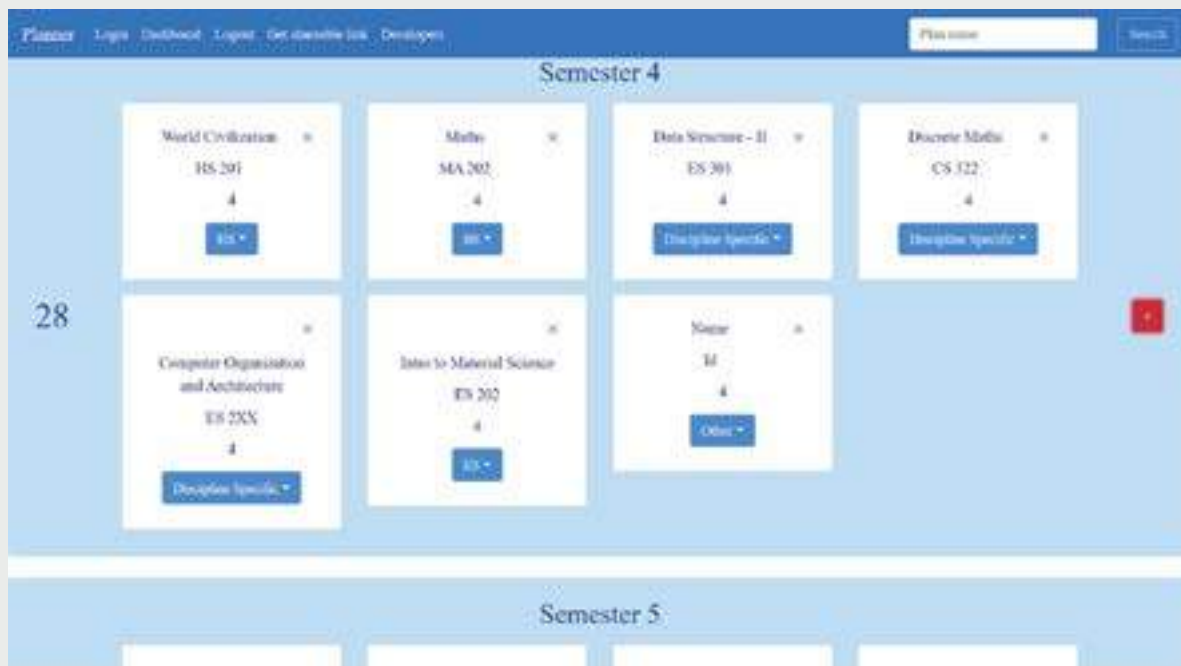 Planner Login Dashboard Logout Get shareable link Developers Plan name Search
Semester 4
World Civilization ×
HS 201
4
HS
Maths ×
MA 202
4
BS
Data Structure - II ×
ES 301
4
Discipline Specific
Discrete Maths ×
CS 322
4
Discipline Specific
28
+
×
Computer Organization
and Architecture
ES 2XX
4
Discipline Specific
×
Intro to Material Science
ES 202
4
ES
Name ×
Id
4
Other
Semester 5